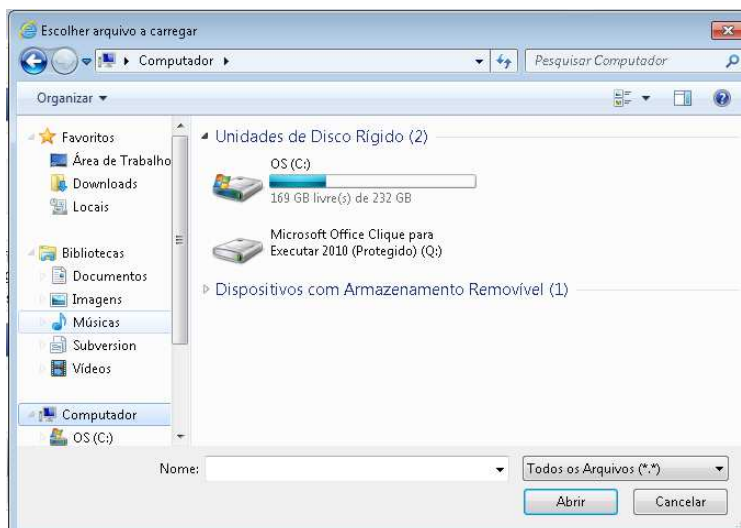 Escolher arquivo a carregar
Computador
Pesquisar Computador
Organizar
Favoritos
Área de Trabalho
Downloads
Locais
Bibliotecas
Documentos
Imagens
Músicas
Subversion
Vídeos
Computador
OS (C:)
Unidades de Disco Rígido (2)
OS (C:)
169 GB livre(s) de 232 GB
Microsoft Office Clique para
Executar 2010 (Protegido) (Q:)
Dispositivos com Armazenamento Removível (1)
Nome:
Todos os Arquivos (*.*)
Abrir
Cancelar